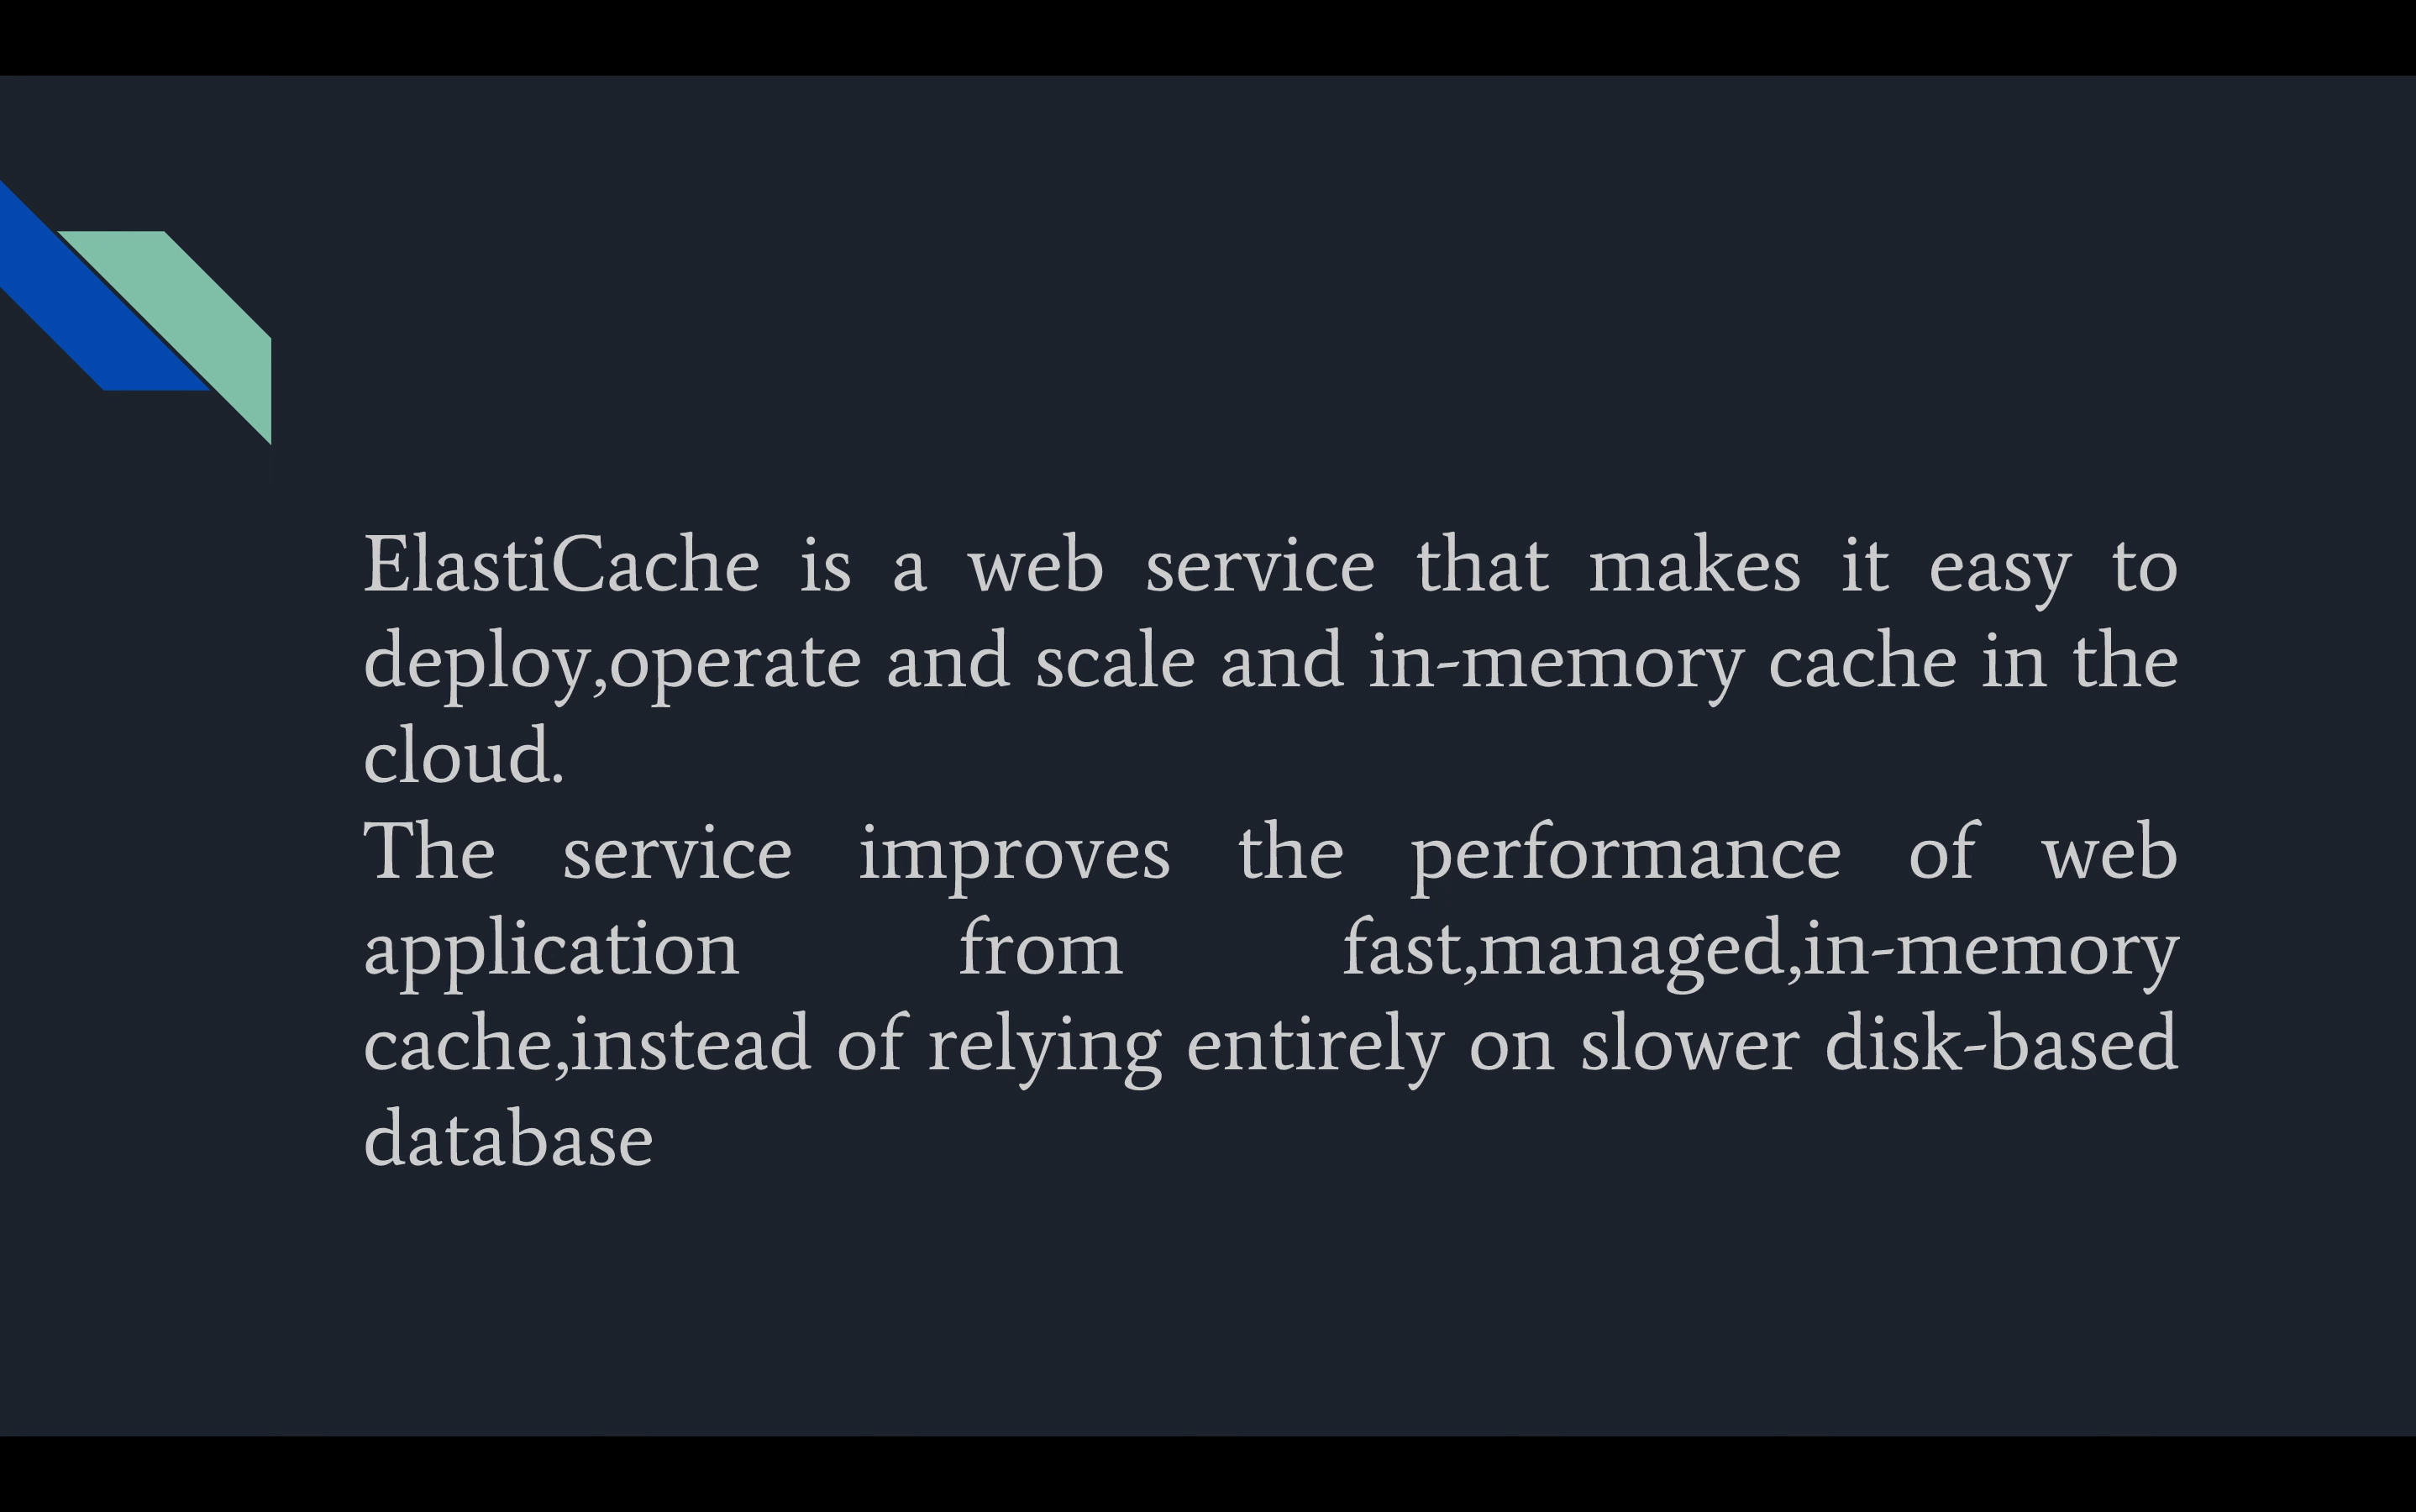 ElastiCache is a web service that makes it easy to
deploy,operate and scale and in-memory cache in the
cloud.
The service improves the performance of web
application from fast,managed,in-memory
cache,instead of relying entirely on slower disk-based
database